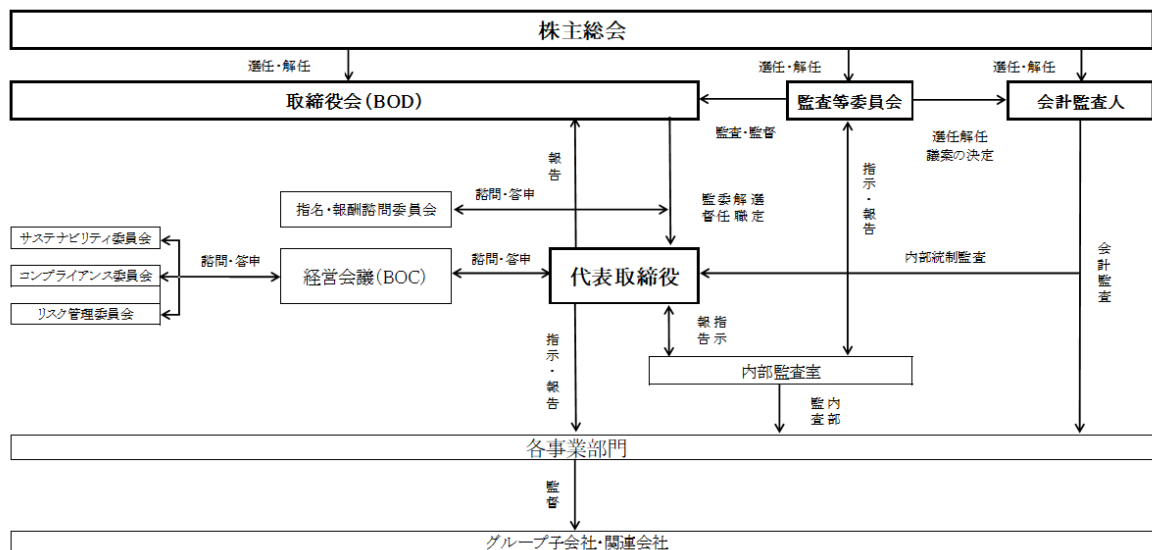 株主総会
選任・解任
選任・解任
選任・解任
取締役会(BOD)
監査等委員会
会計監査人
監査・監督
選任解任
議案の決定
報告
指示・報告
諮問・答申
指名・報酬諮問委員会
選定
解職
委任
監督
サステナビリティ委員会
コンプライアンス委員会
リスク管理委員会
諮問・答申
経営会議(BOC)
諮問・答申
代表取締役
内部統制監査
会計監査
指示
報告
指示・報告
内部監査室
内部
監査
各事業部門
監督
グループ子会社・関連会社